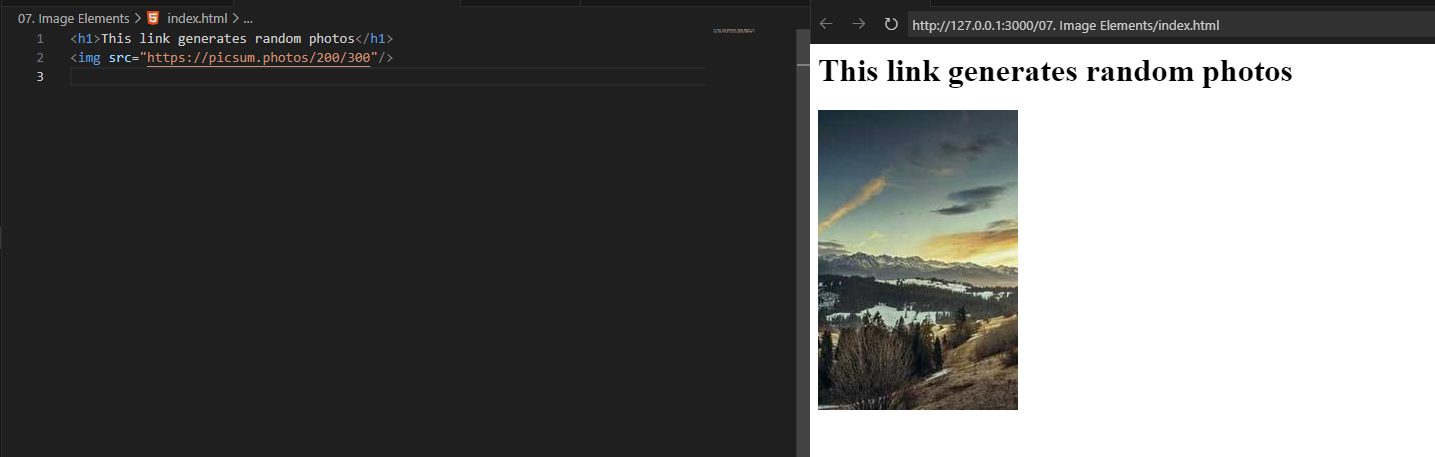 07. Image Elements > index.html > ...
1 <h1>This link generates random photos</h1>
2 <img src="https://picsum.photos/200/300"/>
3
http://127.0.0.1:3000/07. Image Elements/index.html
This link generates random photos